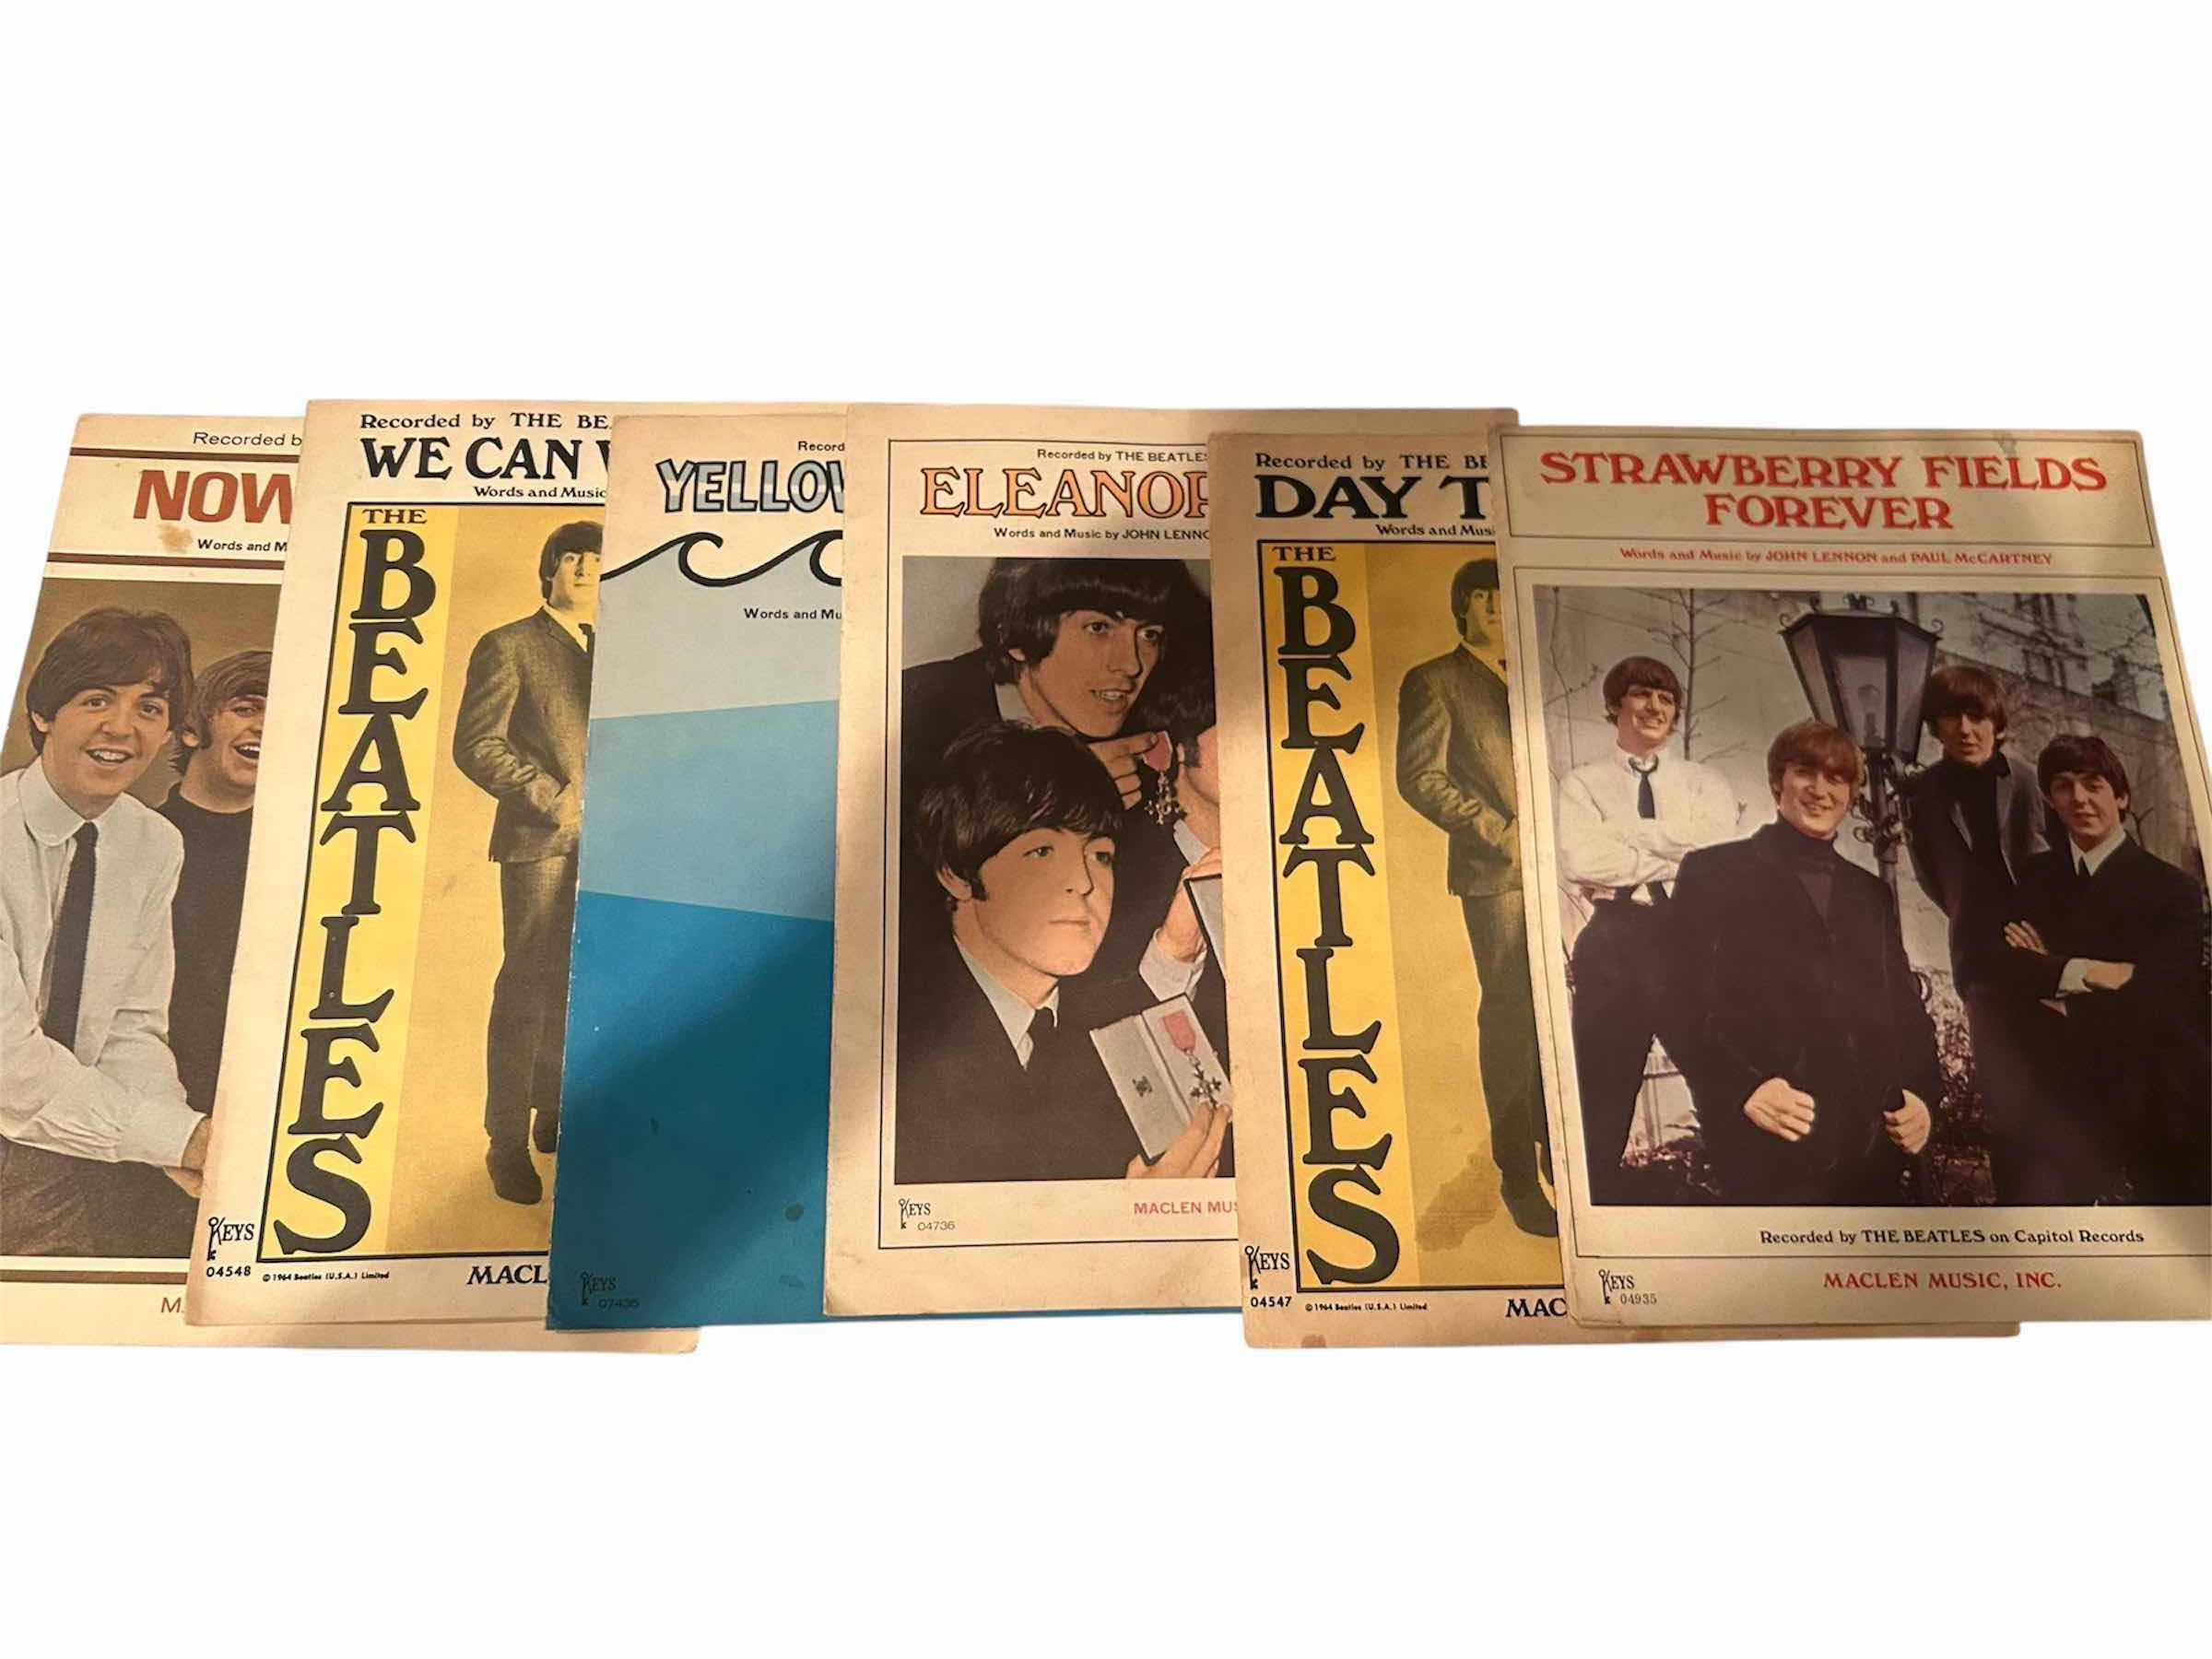 Recorded b
NOW
Words and M
M
Recorded by THE BE
WE CAN
Words and Music
THE
BEATLES
KEYS
04548
© 1964 Beatles (U.S.A.) Limited
MACL
Record
YELLOW
Words and Mu
KEYS
07435
Recorded by THE BEATLES
ELEANOR
Words and Music by JOHN LENNO
KEYS
04736
MACLEN MUS
Recorded by THE BE
DAY T
Words and Mus
THE
BEATLES
KEYS
04547
© 1964 Beatles (U.S.A.) Limited
MAC
STRAWBERRY FIELDS
FOREVER
Words and Music by JOHN LENNON and PAUL McCARTNEY
Recorded by THE BEATLES on Capitol Records
KEYS
04935
MACLEN MUSIC, INC.